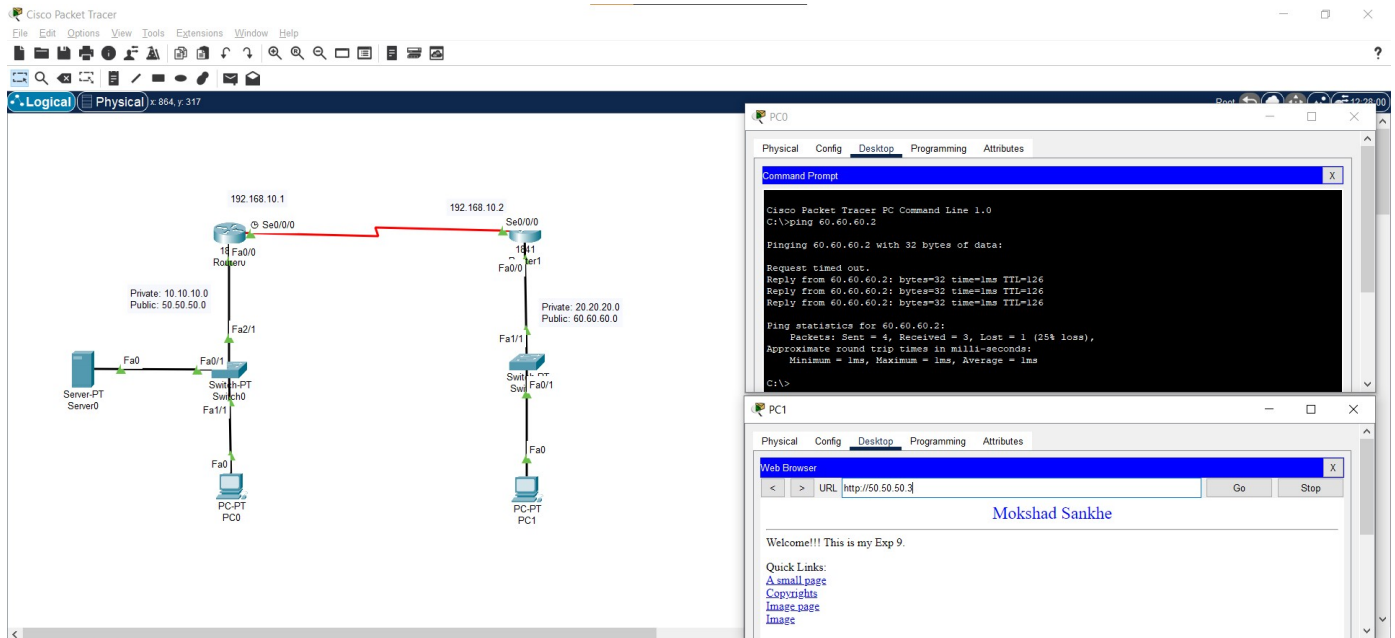 Cisco Packet Tracer
File Edit Options View Tools Extensions Window Help
?
Logical Physical x: 864, y: 317
Root 12:28:00
192.168.10.1
Se0/0/0
Fa0/0
192.168.10.2
Se0/0/0
1841
Fa0/0
Private: 10.10.10.0
Public: 50.50.50.0
Private: 20.20.20.0
Public: 60.60.60.0
Fa2/1
Fa1/1
Fa0
Fa0/1
Server-PT
Server0
Switch-PT
Switch0
Fa1/1
Fa0/1
Fa0
Fa0
PC-PT
PC0
PC-PT
PC1
PC0
Physical Config Desktop Programming Attributes
Command Prompt X
Cisco Packet Tracer PC Command Line 1.0
C:\>ping 60.60.60.2
Pinging 60.60.60.2 with 32 bytes of data:
Request timed out.
Reply from 60.60.60.2: bytes=32 time=1ms TTL=126
Reply from 60.60.60.2: bytes=32 time=1ms TTL=126
Reply from 60.60.60.2: bytes=32 time=1ms TTL=126
Ping statistics for 60.60.60.2:
Packets: Sent = 4, Received = 3, Lost = 1 (25% loss),
Approximate round trip times in milli-seconds:
Minimum = 1ms, Maximum = 1ms, Average = 1ms
C:\>
PC1
Physical Config Desktop Programming Attributes
Web Browser X
< > URL http://50.50.50.3 Go Stop
Mokshad Sankhe
Welcome!!! This is my Exp 9.
Quick Links:
A small page
Copyrights
Image page
Image